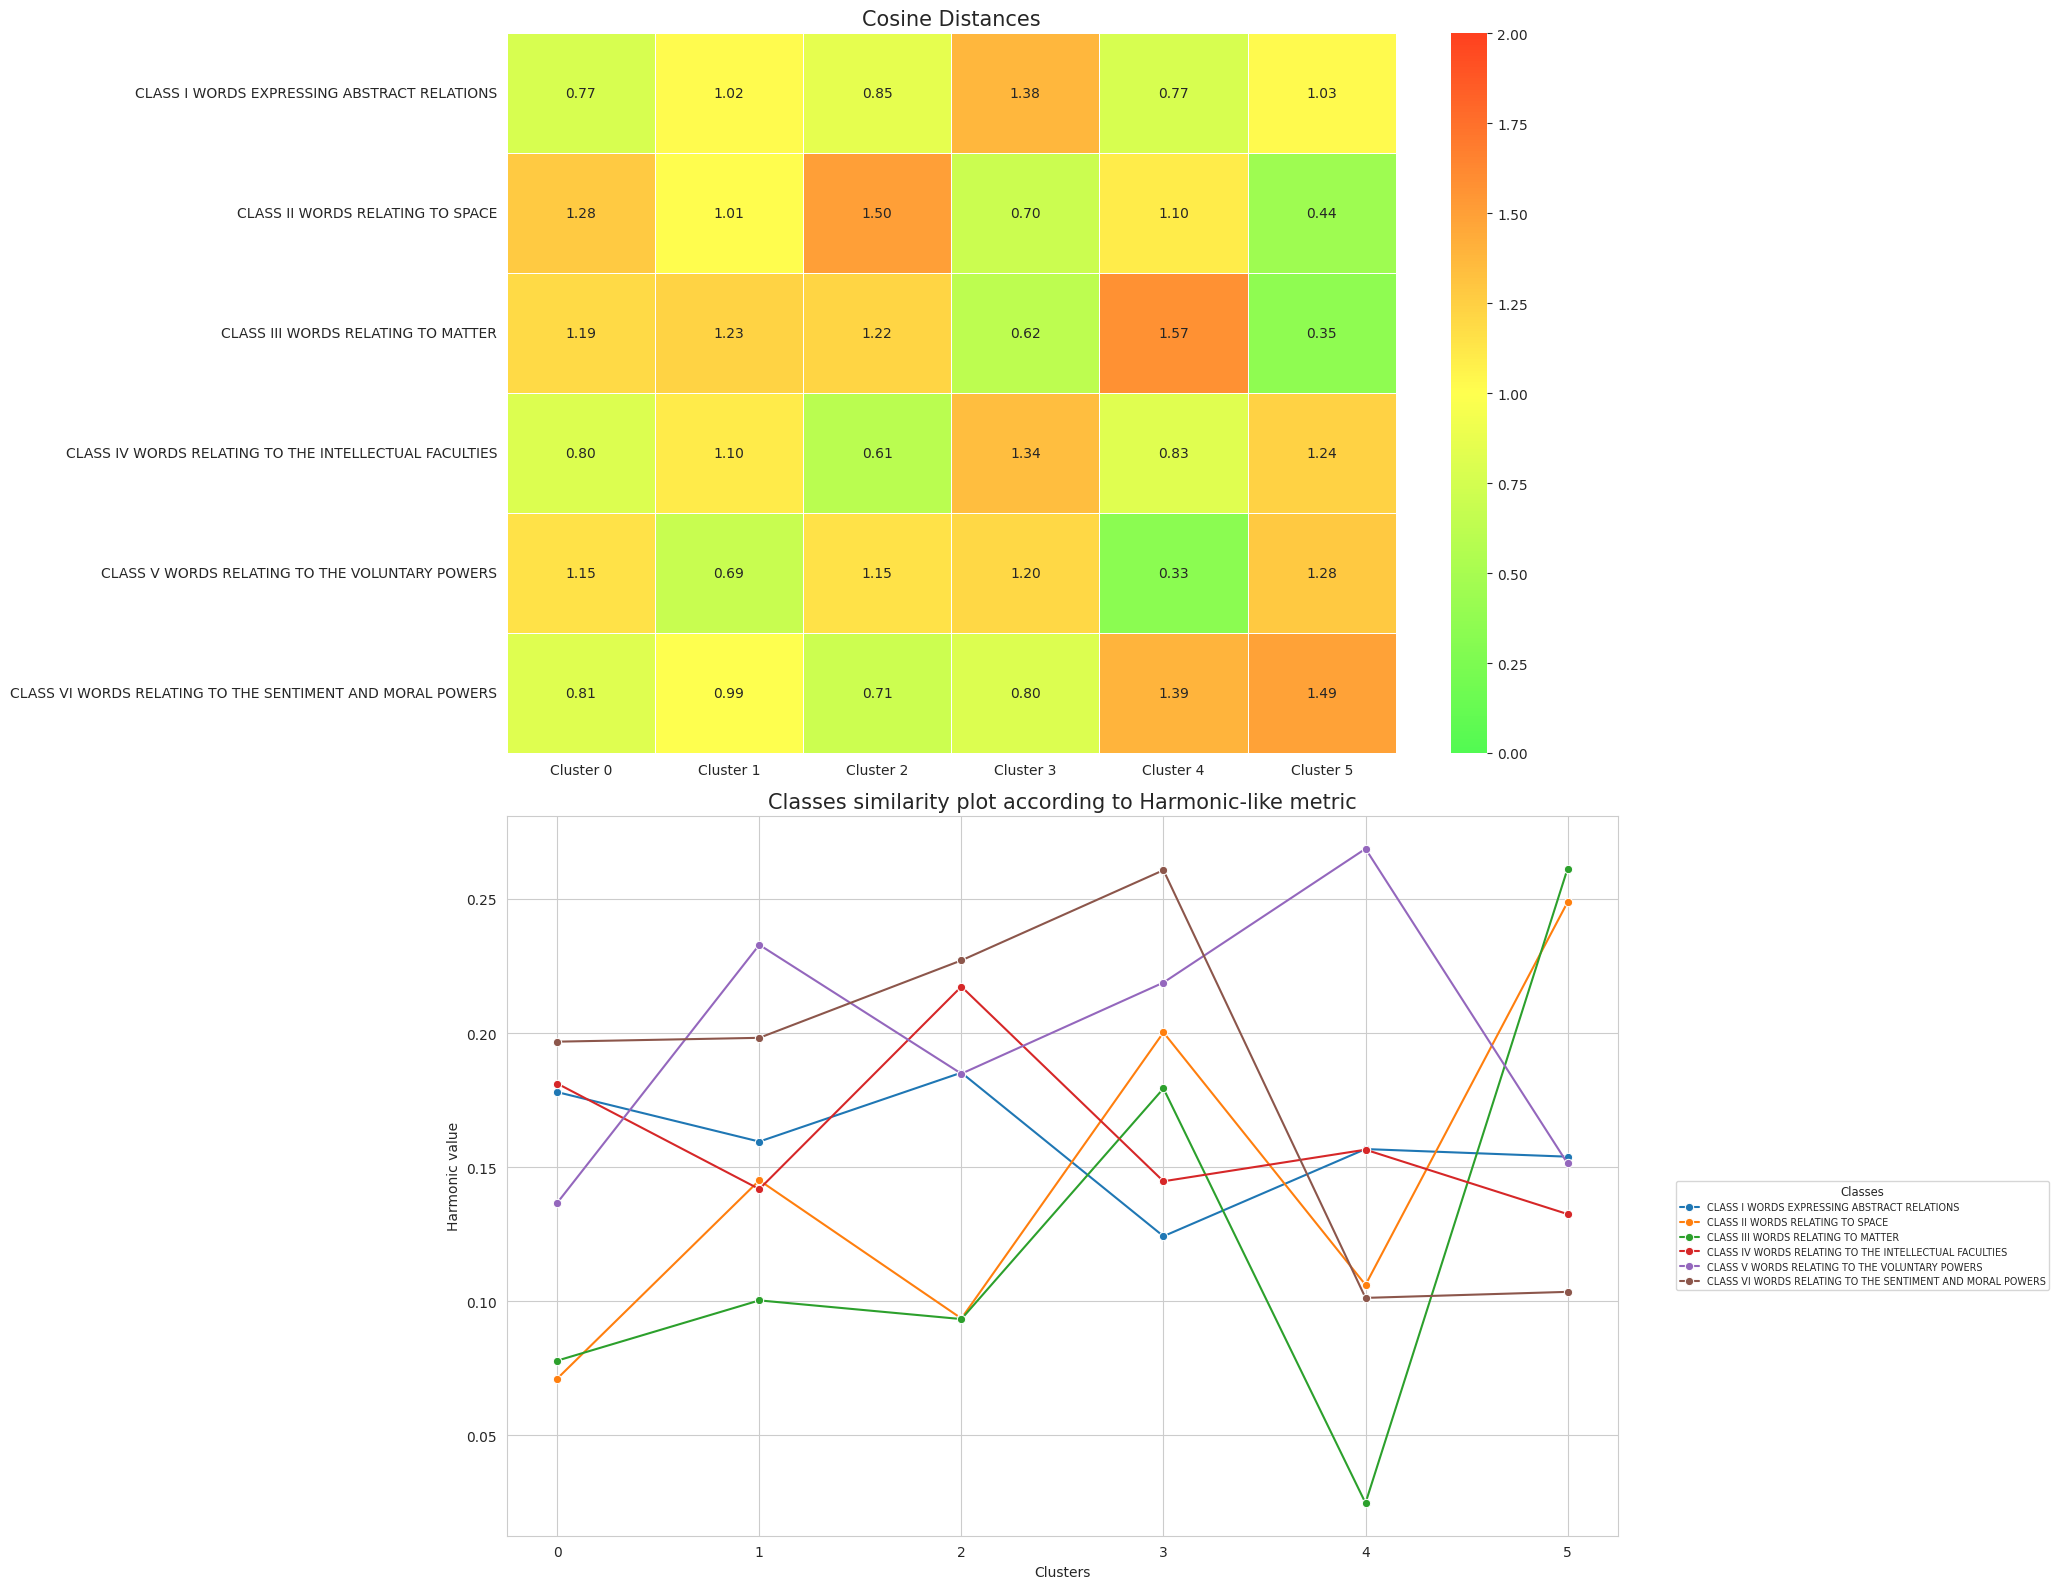 Cosine Distances
CLASS I WORDS EXPRESSING ABSTRACT RELATIONS 0.77 1.02 0.85 1.38 0.77 1.03
CLASS II WORDS RELATING TO SPACE 1.28 1.01 1.50 0.70 1.10 0.44
CLASS III WORDS RELATING TO MATTER 1.19 1.23 1.22 0.62 1.57 0.35
CLASS IV WORDS RELATING TO THE INTELLECTUAL FACULTIES 0.80 1.10 0.61 1.34 0.83 1.24
CLASS V WORDS RELATING TO THE VOLUNTARY POWERS 1.15 0.69 1.15 1.20 0.33 1.28
CLASS VI WORDS RELATING TO THE SENTIMENT AND MORAL POWERS 0.81 0.99 0.71 0.80 1.39 1.49
Cluster 0 Cluster 1 Cluster 2 Cluster 3 Cluster 4 Cluster 5
2.00
1.75
1.50
1.25
1.00
0.75
0.50
0.25
0.00
Classes similarity plot according to Harmonic-like metric
Harmonic value
0.25
0.20
0.15
0.10
0.05
0 1 2 3 4 5
Clusters
Classes
CLASS I WORDS EXPRESSING ABSTRACT RELATIONS
CLASS II WORDS RELATING TO SPACE
CLASS III WORDS RELATING TO MATTER
CLASS IV WORDS RELATING TO THE INTELLECTUAL FACULTIES
CLASS V WORDS RELATING TO THE VOLUNTARY POWERS
CLASS VI WORDS RELATING TO THE SENTIMENT AND MORAL POWERS